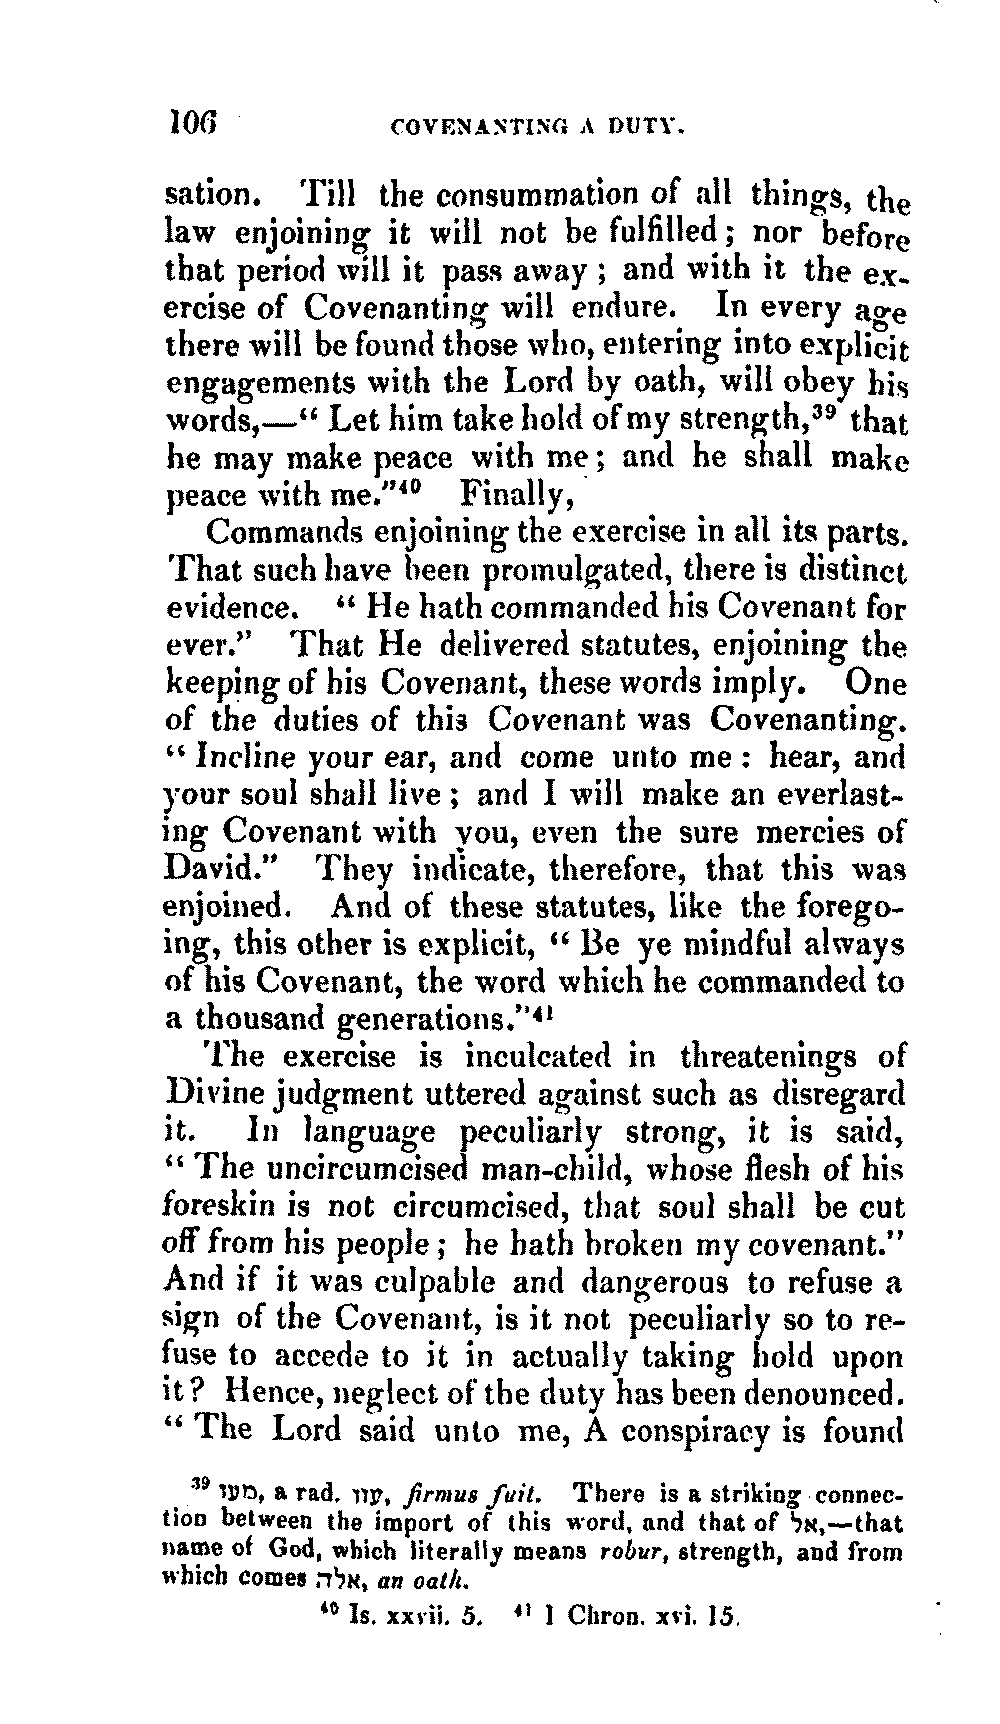 106 COVENANTING A DUTY.
sation. Till the consummation of all things, the
law enjoining it will not be fulfilled; nor before
that period will it pass away; and with it the ex-
ercise of Covenanting will endure. In every age
there will be found those who, entering into explicit
engagements with the Lord by oath, will obey his
words,—“ Let him take hold of my strength,³⁹ that
he may make peace with me; and he shall make
peace with me.”⁴⁰ Finally,
Commands enjoining the exercise in all its parts.
That such have been promulgated, there is distinct
evidence. “ He hath commanded his Covenant for
ever.” That He delivered statutes, enjoining the
keeping of his Covenant, these words imply. One
of the duties of this Covenant was Covenanting.
“ Incline your ear, and come unto me: hear, and
your soul shall live; and I will make an everlast-
ing Covenant with you, even the sure mercies of
David.” They indicate, therefore, that this was
enjoined. And of these statutes, like the forego-
ing, this other is explicit, “ Be ye mindful always
of his Covenant, the word which he commanded to
a thousand generations.”⁴¹
The exercise is inculcated in threatenings of
Divine judgment uttered against such as disregard
it. In language peculiarly strong, it is said,
“ The uncircumcised man-child, whose flesh of his
foreskin is not circumcised, that soul shall be cut
off from his people; he hath broken my covenant.”
And if it was culpable and dangerous to refuse a
sign of the Covenant, is it not peculiarly so to re-
fuse to accede to it in actually taking hold upon
it? Hence, neglect of the duty has been denounced.
“ The Lord said unto me, A conspiracy is found
³⁹ מעוז, a rad. עוז, firmus fuit. There is a striking connec-
tion between the import of this word, and that of אל,—that
name of God, which literally means robur, strength, and from
which comes אלה, an oath.
⁴⁰ Is. xxvii. 5. ⁴¹ 1 Chron. xvi. 15.